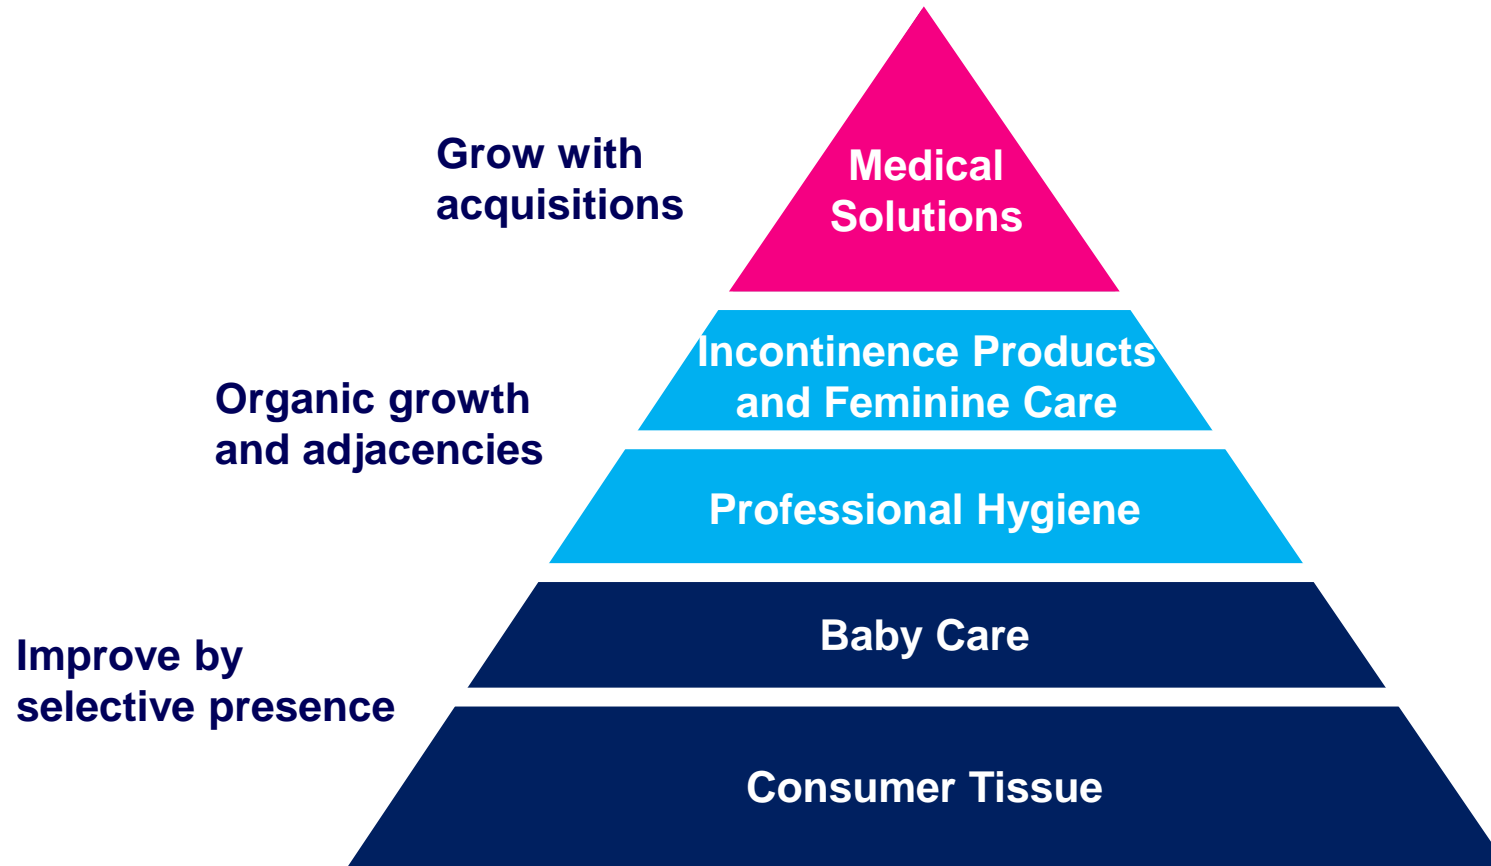 Grow with
acquisitions
Medical
Solutions
Organic growth
and adjacencies
Incontinence Products
and Feminine Care
Professional Hygiene
Improve by
selective presence
Baby Care
Consumer Tissue